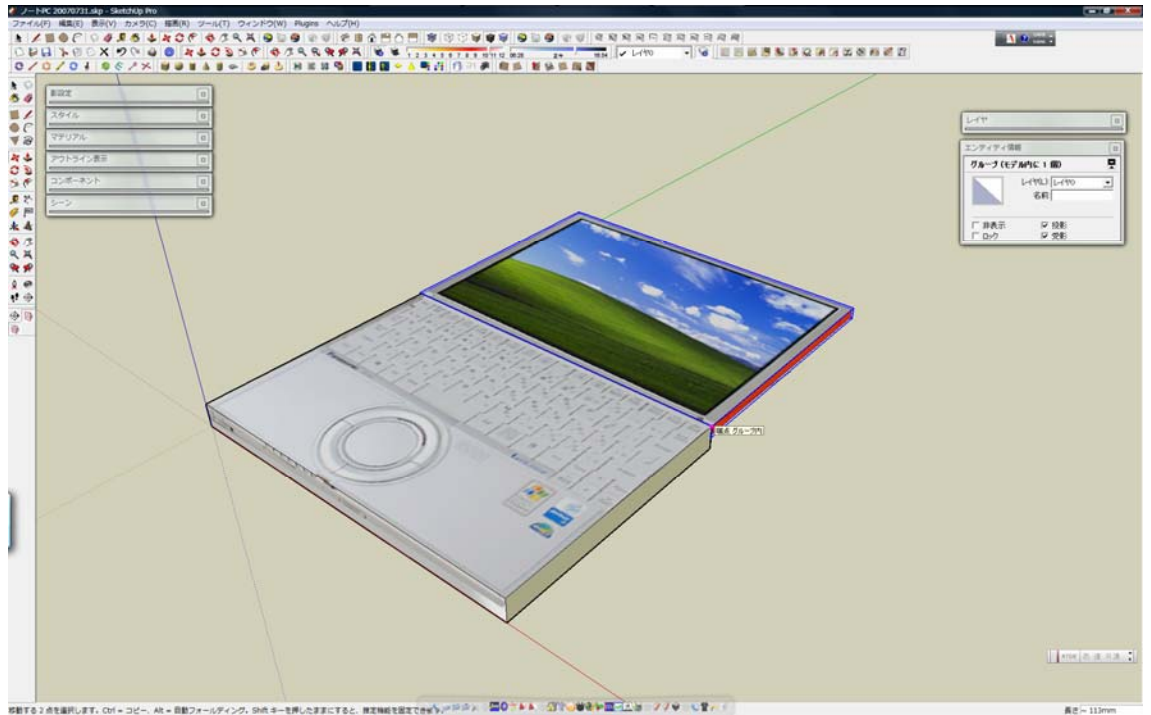 ノートPC 20070731.skp - SketchUp Pro
ファイル(F) 編集(E) 表示(V) カメラ(C) 描画(R) ツール(T) ウィンドウ(W) Plugins ヘルプ(H)
レイヤ0
影設定
スタイル
マテリアル
アウトライン表示
コンポーネント
シーン
レイヤ
エンティティ情報
グループ (モデル内に 1 個)
レイヤ(L): レイヤ0
名前
非表示 投影
ロック 受影
端点 グループ内
Panasonic
移動する 2 点を選択します。Ctrl = コピー、Alt = 自動フォールディング。Shift キーを押したままにすると、推定機能を固定できます。
長さ ~ 113mm